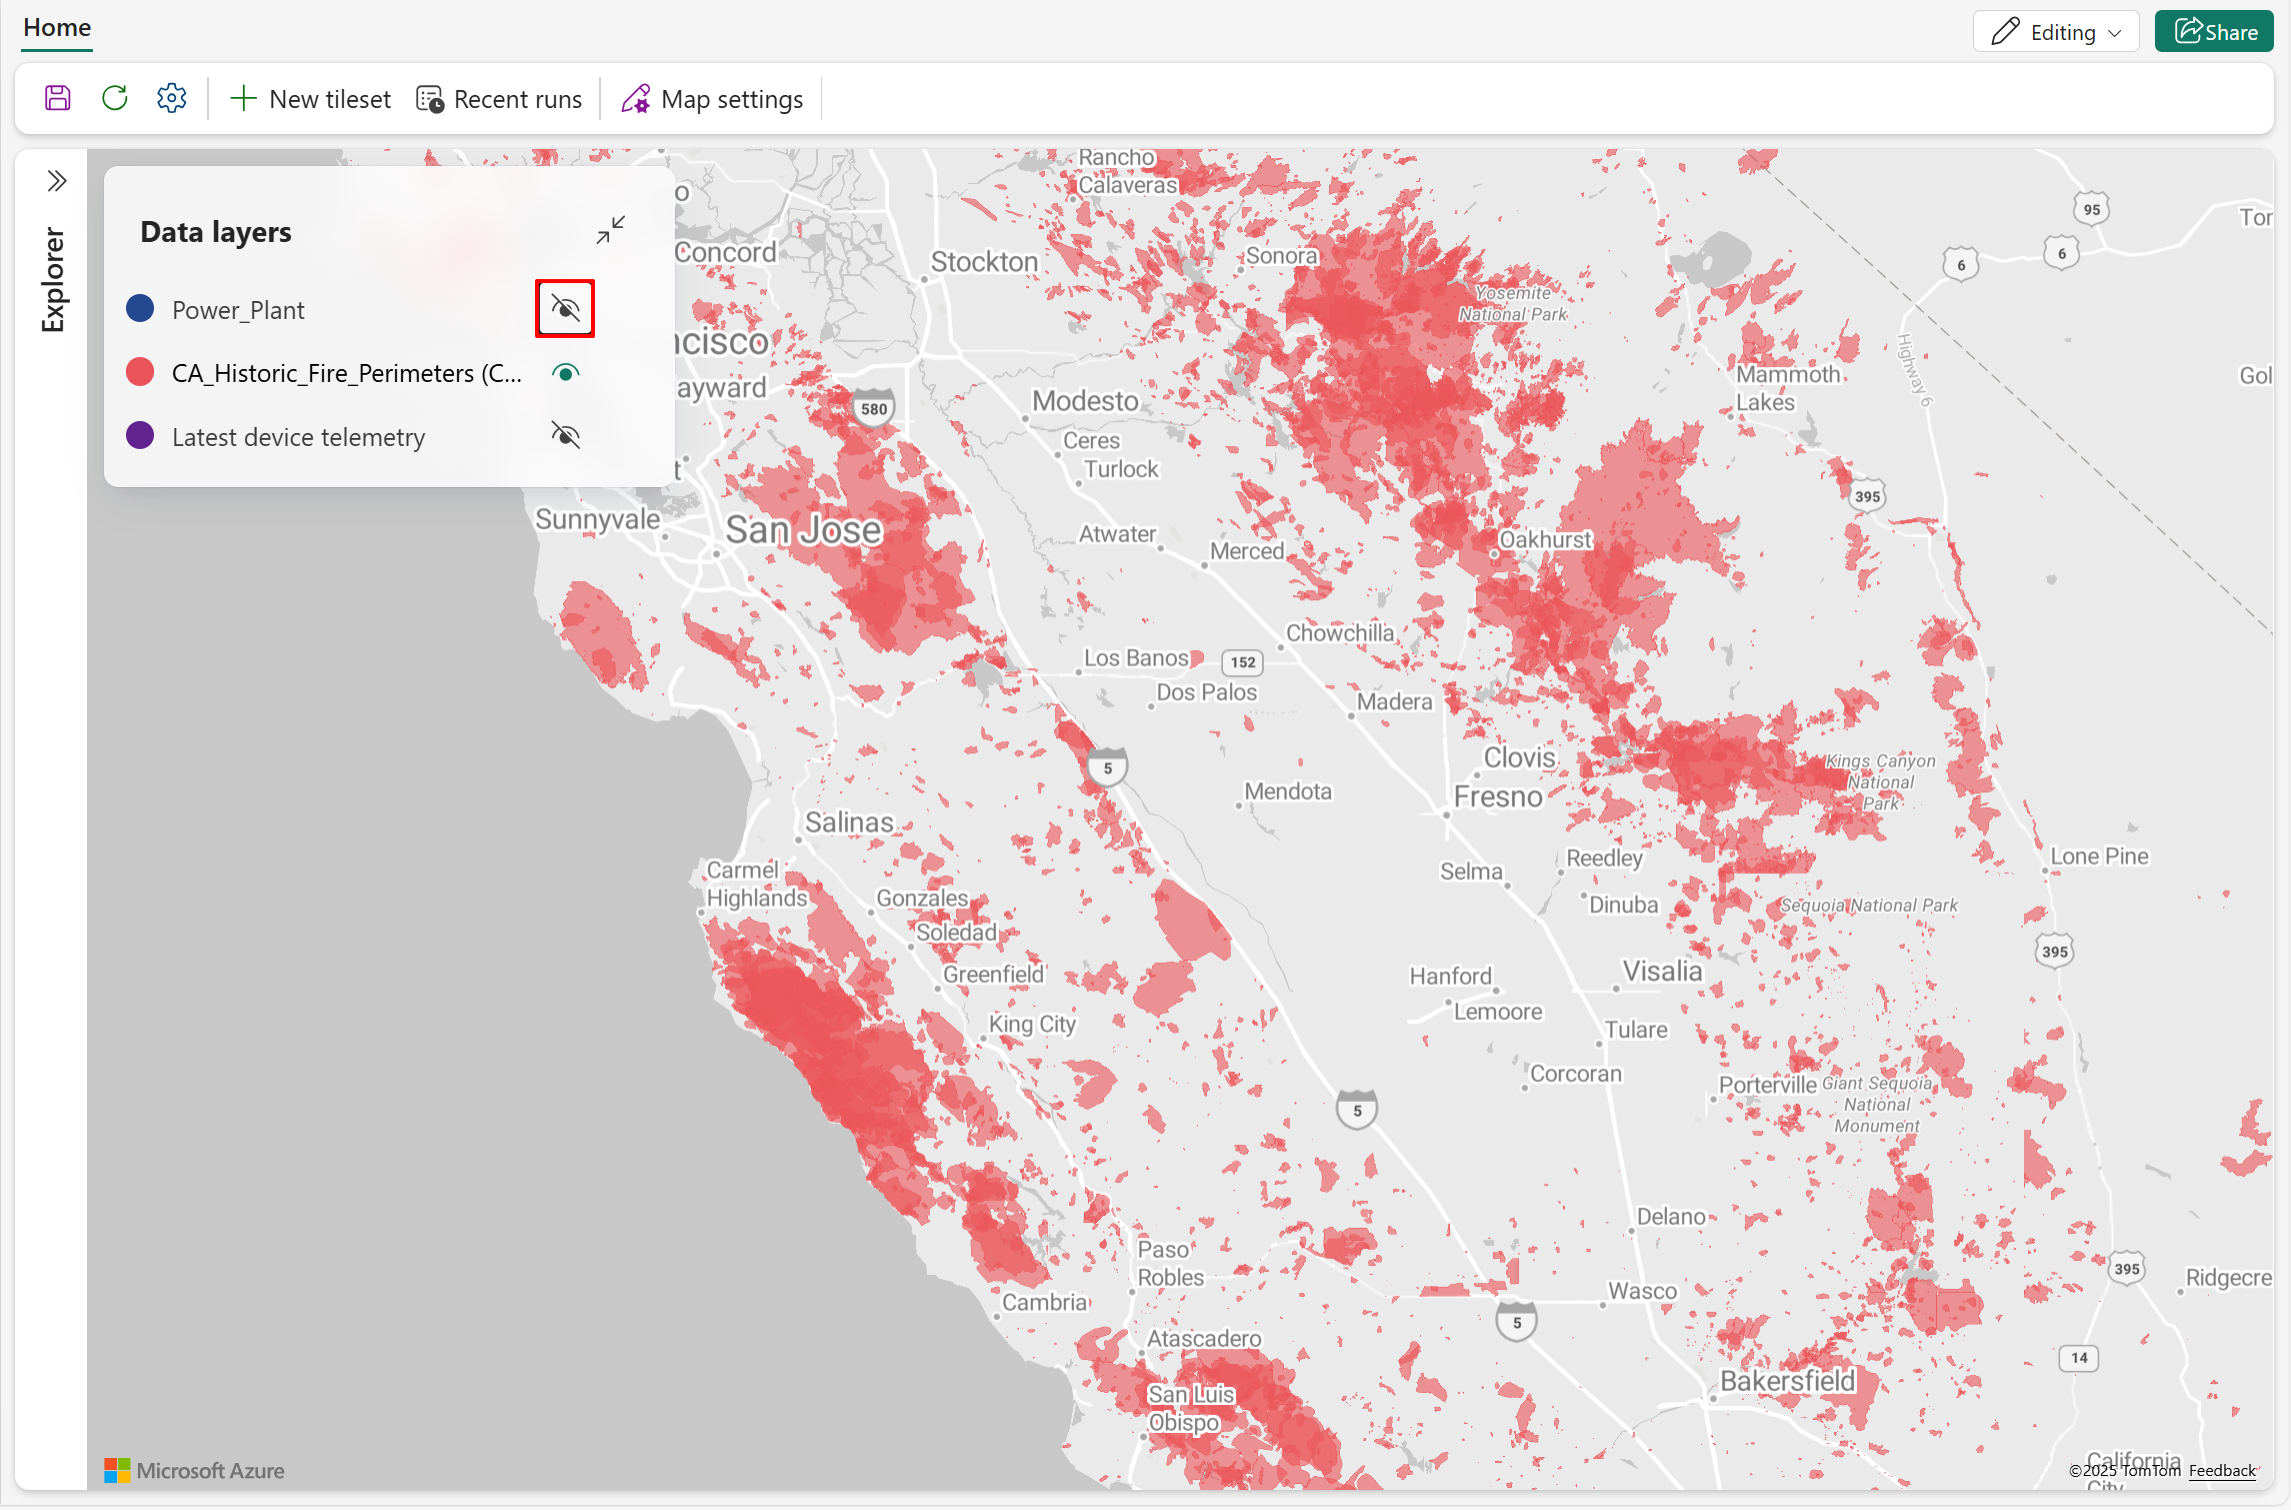 Home
Editing
Share
New tileset
Recent runs
Map settings
Explorer
Data layers
Power_Plant
CA_Historic_Fire_Perimeters (C...
Latest device telemetry
Rancho
Calaveras
Concord
Stockton
Sonora
Yosemite
National Park
95
6
6
Tor
Highway 6
Gol
ncisco
ayward
580
Modesto
Ceres
Turlock
Mammoth
Lakes
395
Sunnyvale
San Jose
Atwater
Merced
Oakhurst
Chowchilla
Los Banos
152
Dos Palos
Madera
5
Clovis
Fresno
Kings Canyon
National
Park
Mendota
Salinas
Carmel
Highlands
Gonzales
Soledad
Greenfield
King City
Selma
Reedley
Dinuba
Sequoia National Park
Lone Pine
395
Hanford
Lemoore
Visalia
Tulare
Corcoran
Porterville
Giant Sequoia
National
Monument
5
Delano
Paso
Robles
Wasco
395
Ridgecre
Cambria
5
Atascadero
14
San Luis
Obispo
Bakersfield
California
City
Microsoft Azure
©2025 TomTom Feedback